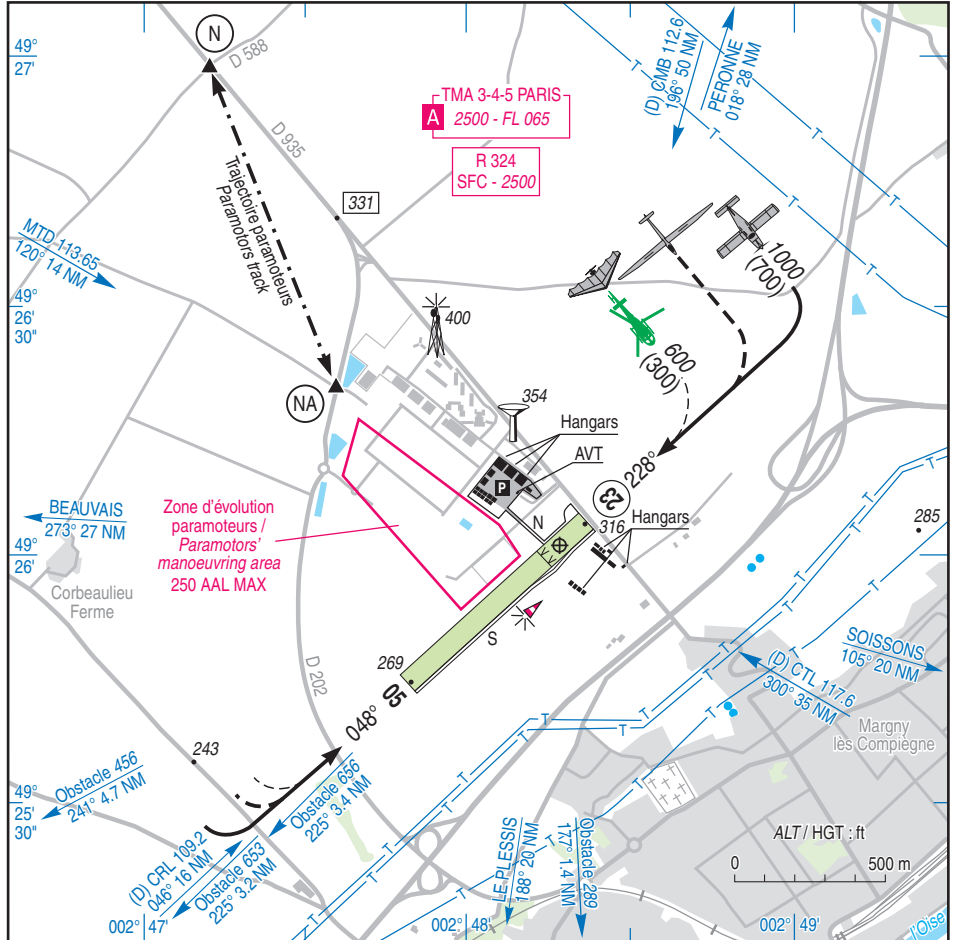 N
49°
27'
D 588
(D) CMB 112.6
196° 50 NM
PERONNE
018° 28 NM
T
T
TMA 3-4-5 PARIS
A 2500 - FL 065
R 324
SFC - 2500
D 935
Trajectoire paramoteurs
Paramotors track
331
MTD 113.65
120° 14 NM
1000
(700)
49°
26'
30"
400
600
(300)
NA
354
Hangars
AVT
P
228°
23
Zone d'évolution
paramoteurs /
Paramotors'
manoeuvring area
250 AAL MAX
BEAUVAIS
273° 27 NM
N
316
Hangars
285
49°
26'
Corbeaulieu
Ferme
S
SOISSONS
105° 20 NM
(D) CTL 117.6
300° 35 NM
D 202
269
05
048°
Margny
lès Compiègne
243
Obstacle 456
241° 4.7 NM
Obstacle 656
225° 3.4 NM
49°
25'
30"
(D) CRL 109.2
046° 16 NM
Obstacle 653
225° 3.2 NM
LE PLESSIS
188° 20 NM
Obstacle 289
177° 1.4 NM
ALT / HGT : ft
0 500 m
002° 47'
002° 48'
002° 49'
l'Oise